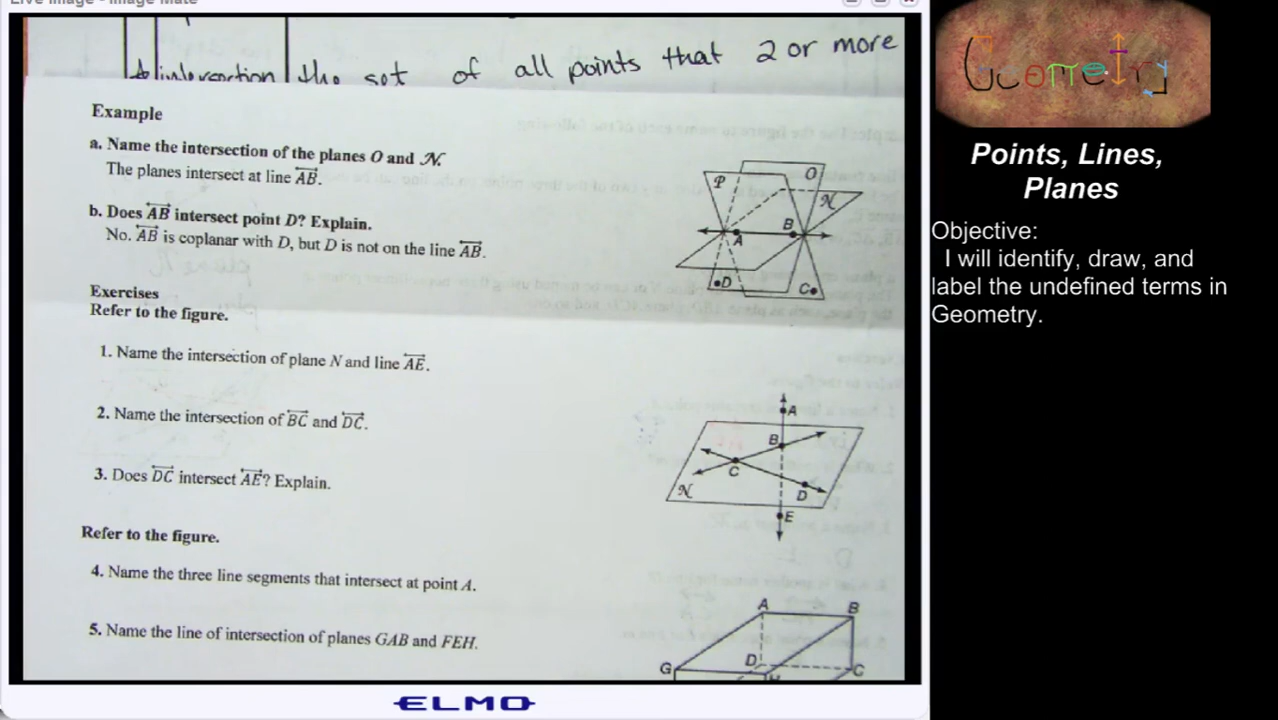 Live Image - Image Mate
intersection the set of all points that 2 or more
Example
a. Name the intersection of the planes O and N.
The planes intersect at line AB.
b. Does AB intersect point D? Explain.
No. AB is coplanar with D, but D is not on the line AB.
P
O
N
A
B
D
C
Exercises
Refer to the figure.
1. Name the intersection of plane N and line AE.
2. Name the intersection of BC and DC.
3. Does DC intersect AE? Explain.
A
B
C
D
N
E
Refer to the figure.
4. Name the three line segments that intersect at point A.
5. Name the line of intersection of planes GAB and FEH.
A
B
D
C
G
H
ELMO
Geometry
Points, Lines,
Planes
Objective:
I will identify, draw, and
label the undefined terms in
Geometry.